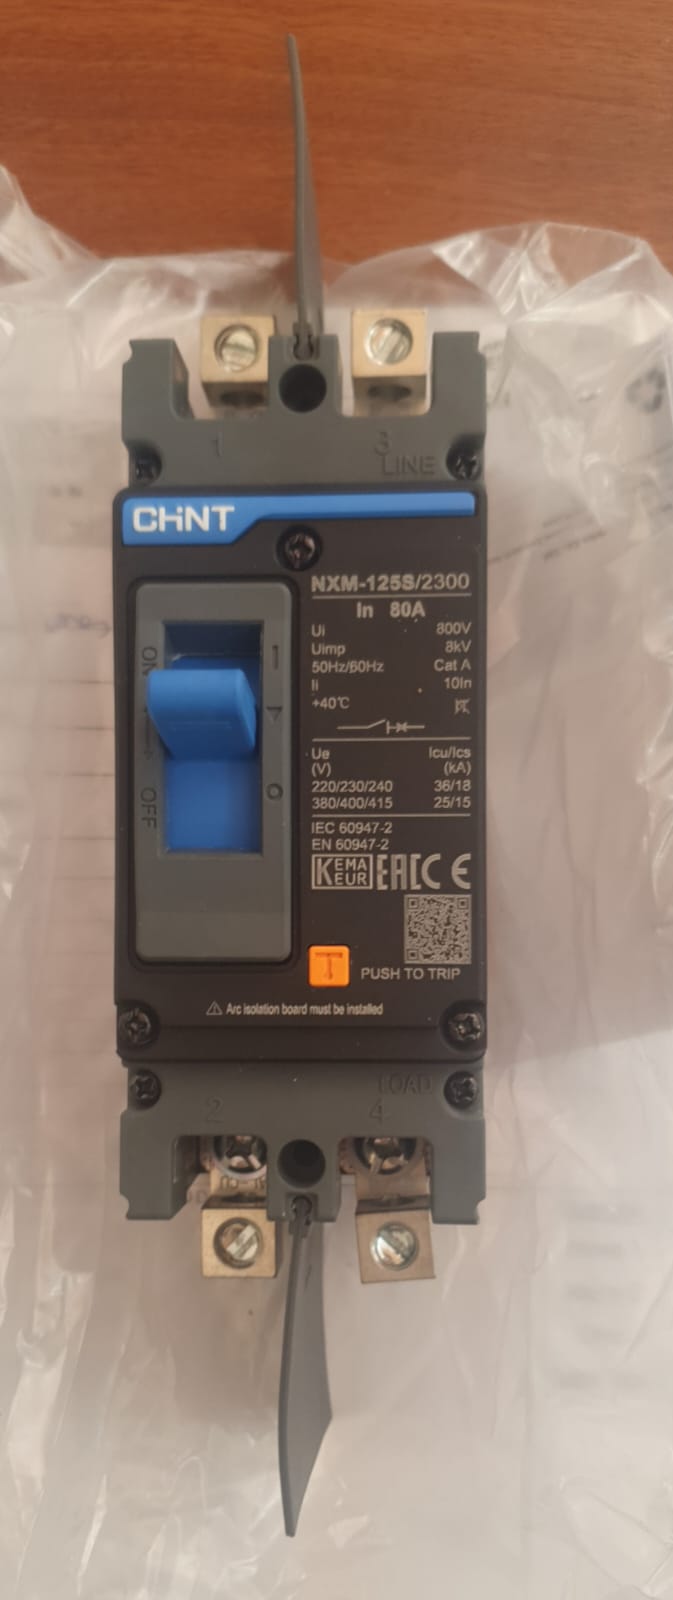 1 3
LINE
CHiNT
NXM-125S/2300
In 80A
Ui 800V
Uimp 8kV
50Hz/60Hz Cat A
Ii 10In
+40℃
ON
OFF
Ue Icu/Ics
(V) (kA)
220/230/240 36/18
380/400/415 25/15
IEC 60947-2
EN 60947-2
KEMA EUR EAC CE
PUSH TO TRIP
Arc isolation board must be installed
LOAD
2 4